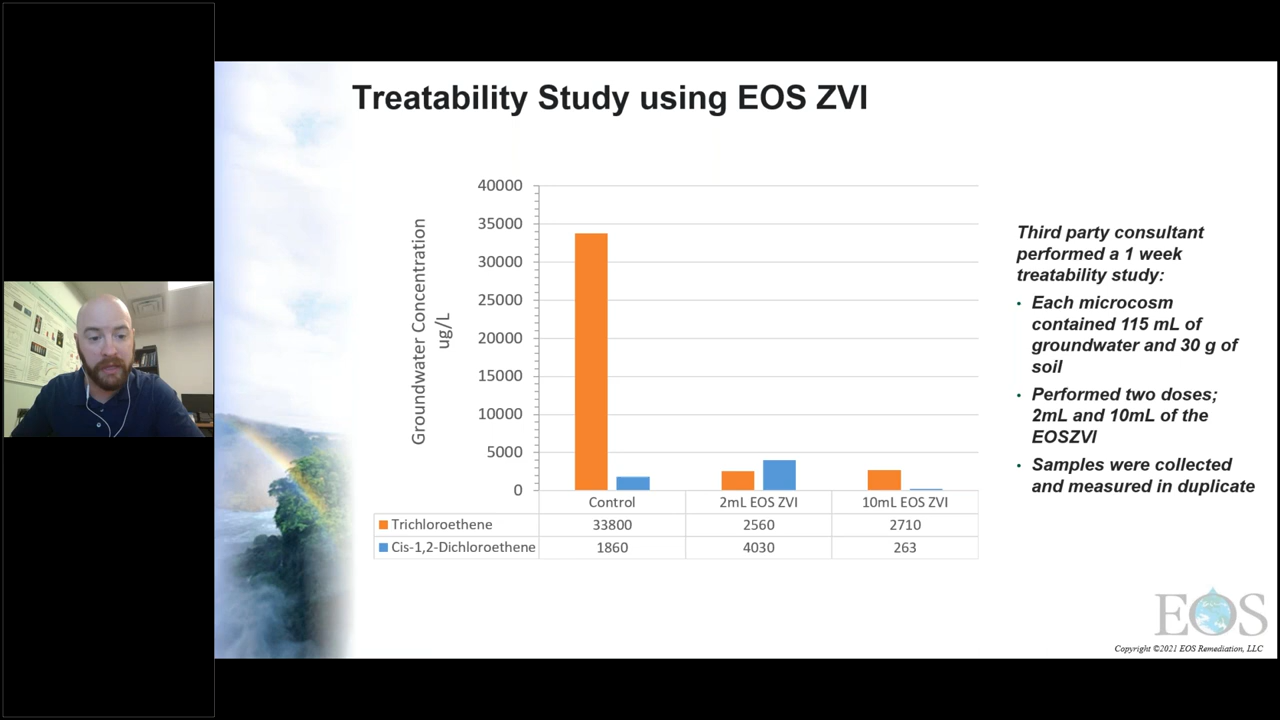 Treatability Study using EOS ZVI
40000
35000
30000
25000
20000
15000
10000
5000
0
Groundwater Concentration
ug/L
Control 2mL EOS ZVI 10mL EOS ZVI
Trichloroethene 33800 2560 2710
Cis-1,2-Dichloroethene 1860 4030 263
Third party consultant
performed a 1 week
treatability study:
• Each microcosm
contained 115 mL of
groundwater and 30 g of
soil
• Performed two doses;
2mL and 10mL of the
EOSZVI
• Samples were collected
and measured in duplicate
EOS
Copyright ©2021 EOS Remediation, LLC